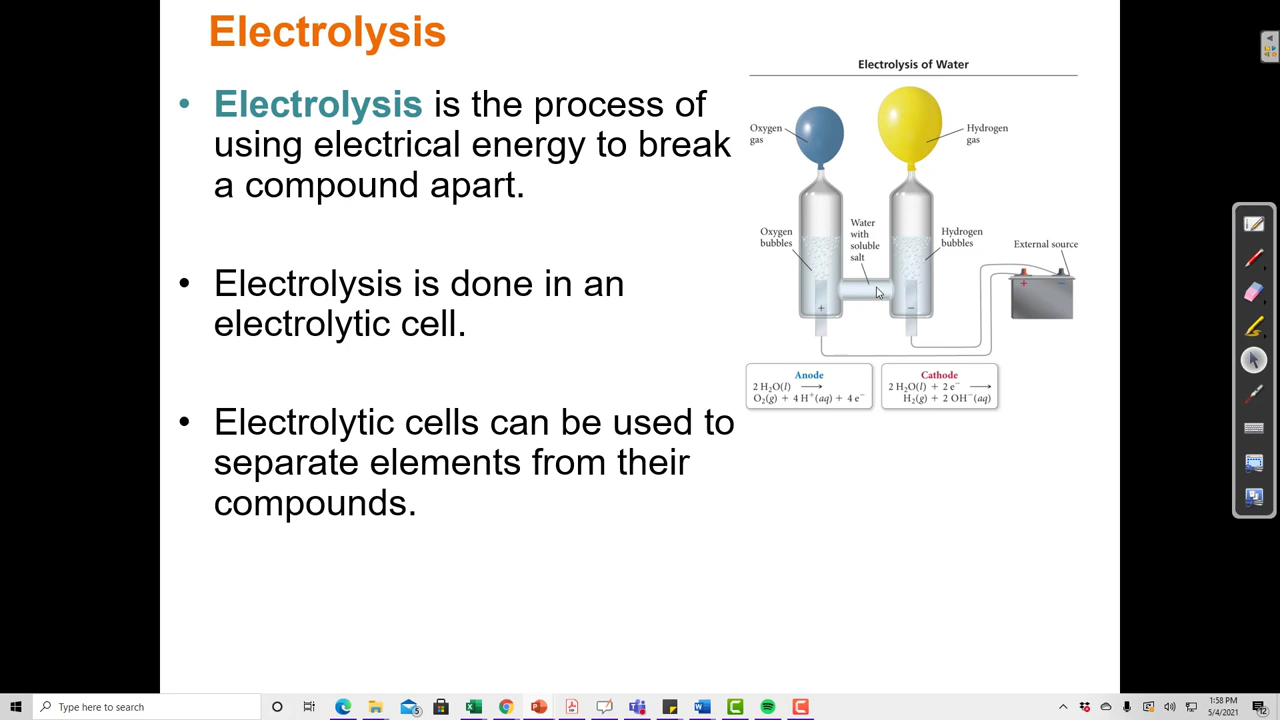 Electrolysis
• Electrolysis is the process of
using electrical energy to break
a compound apart.
• Electrolysis is done in an
electrolytic cell.
• Electrolytic cells can be used to
separate elements from their
compounds.
Electrolysis of Water
Oxygen
gas
Hydrogen
gas
Oxygen
bubbles
Water
with
soluble
salt
Hydrogen
bubbles
External source
+
−
+
−
Anode
2 H₂O(l) ⟶
O₂(g) + 4 H⁺(aq) + 4 e⁻
Cathode
2 H₂O(l) + 2 e⁻ ⟶
H₂(g) + 2 OH⁻(aq)
Type here to search
5
1:58 PM
5/4/2021
12